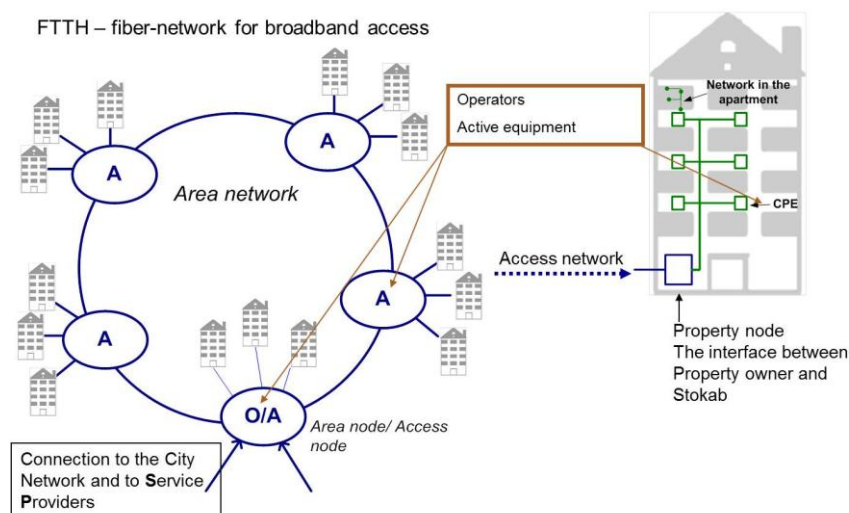 FTTH – fiber-network for broadband access
Operators
Active equipment
Network in the
apartment
A
A
Area network
CPE
Access network
A
A
Property node
The interface between
Property owner and
Stokab
O/A
Area node/ Access
node
Connection to the City
Network and to Service
Providers